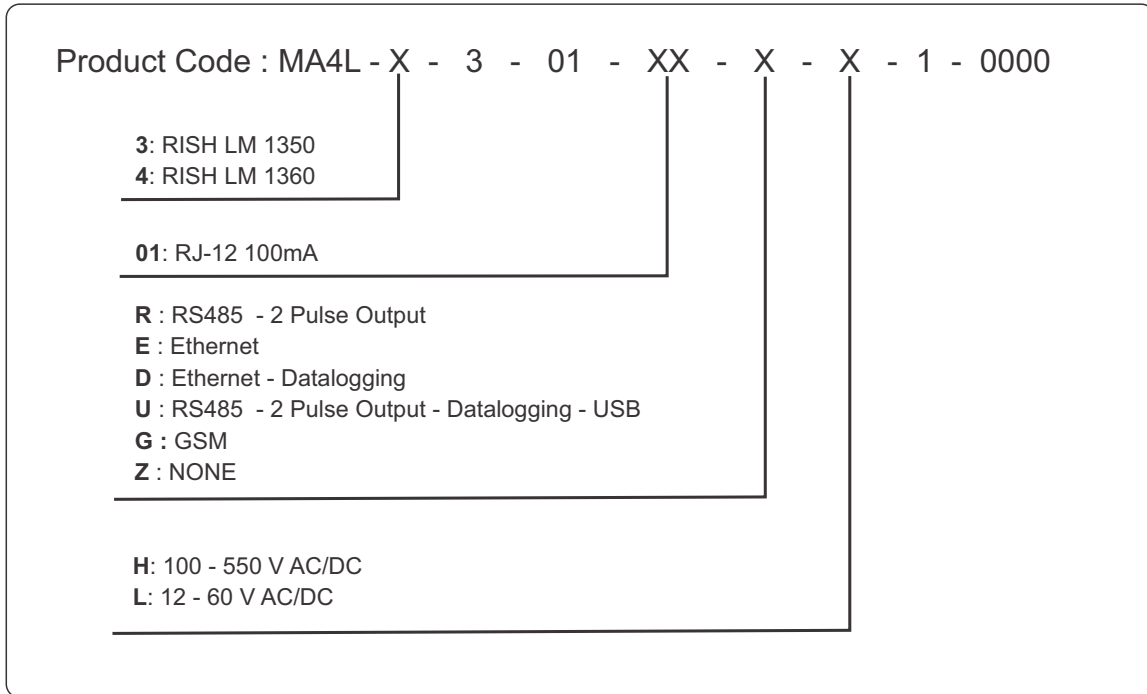 Product Code : MA4L - X - 3 - 01 - XX - X - X - 1 - 0000
3: RISH LM 1350
4: RISH LM 1360
01: RJ-12 100mA
R : RS485 - 2 Pulse Output
E : Ethernet
D : Ethernet - Datalogging
U : RS485 - 2 Pulse Output - Datalogging - USB
G : GSM
Z : NONE
H: 100 - 550 V AC/DC
L: 12 - 60 V AC/DC